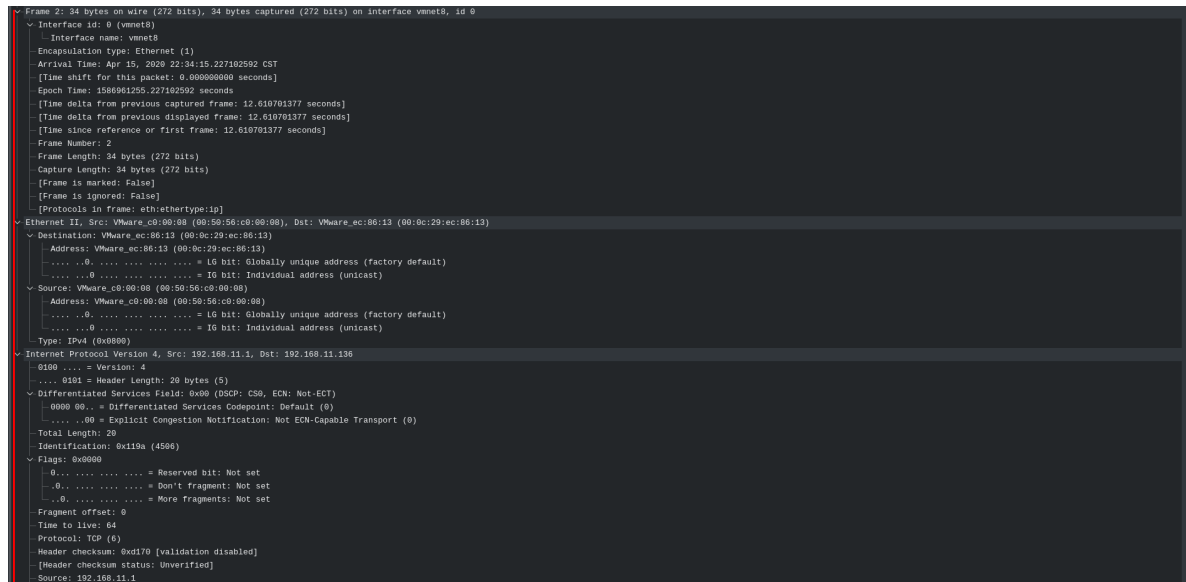 Frame 2: 34 bytes on wire (272 bits), 34 bytes captured (272 bits) on interface vmnet8, id 0
Interface id: 0 (vmnet8)
Interface name: vmnet8
Encapsulation type: Ethernet (1)
Arrival Time: Apr 15, 2020 22:34:15.227102592 CST
[Time shift for this packet: 0.000000000 seconds]
Epoch Time: 1586961255.227102592 seconds
[Time delta from previous captured frame: 12.610701377 seconds]
[Time delta from previous displayed frame: 12.610701377 seconds]
[Time since reference or first frame: 12.610701377 seconds]
Frame Number: 2
Frame Length: 34 bytes (272 bits)
Capture Length: 34 bytes (272 bits)
[Frame is marked: False]
[Frame is ignored: False]
[Protocols in frame: eth:ethertype:ip]
Ethernet II, Src: VMware_c0:00:08 (00:50:56:c0:00:08), Dst: VMware_ec:86:13 (00:0c:29:ec:86:13)
Destination: VMware_ec:86:13 (00:0c:29:ec:86:13)
Address: VMware_ec:86:13 (00:0c:29:ec:86:13)
.... ..0. .... .... .... .... = LG bit: Globally unique address (factory default)
.... ...0 .... .... .... .... = IG bit: Individual address (unicast)
Source: VMware_c0:00:08 (00:50:56:c0:00:08)
Address: VMware_c0:00:08 (00:50:56:c0:00:08)
.... ..0. .... .... .... .... = LG bit: Globally unique address (factory default)
.... ...0 .... .... .... .... = IG bit: Individual address (unicast)
Type: IPv4 (0x0800)
Internet Protocol Version 4, Src: 192.168.11.1, Dst: 192.168.11.136
0100 .... = Version: 4
.... 0101 = Header Length: 20 bytes (5)
Differentiated Services Field: 0x00 (DSCP: CS0, ECN: Not-ECT)
0000 00.. = Differentiated Services Codepoint: Default (0)
.... ..00 = Explicit Congestion Notification: Not ECN-Capable Transport (0)
Total Length: 20
Identification: 0x119a (4506)
Flags: 0x0000
0... .... .... .... = Reserved bit: Not set
.0.. .... .... .... = Don't fragment: Not set
..0. .... .... .... = More fragments: Not set
Fragment offset: 0
Time to live: 64
Protocol: TCP (6)
Header checksum: 0xd170 [validation disabled]
[Header checksum status: Unverified]
Source: 192.168.11.1